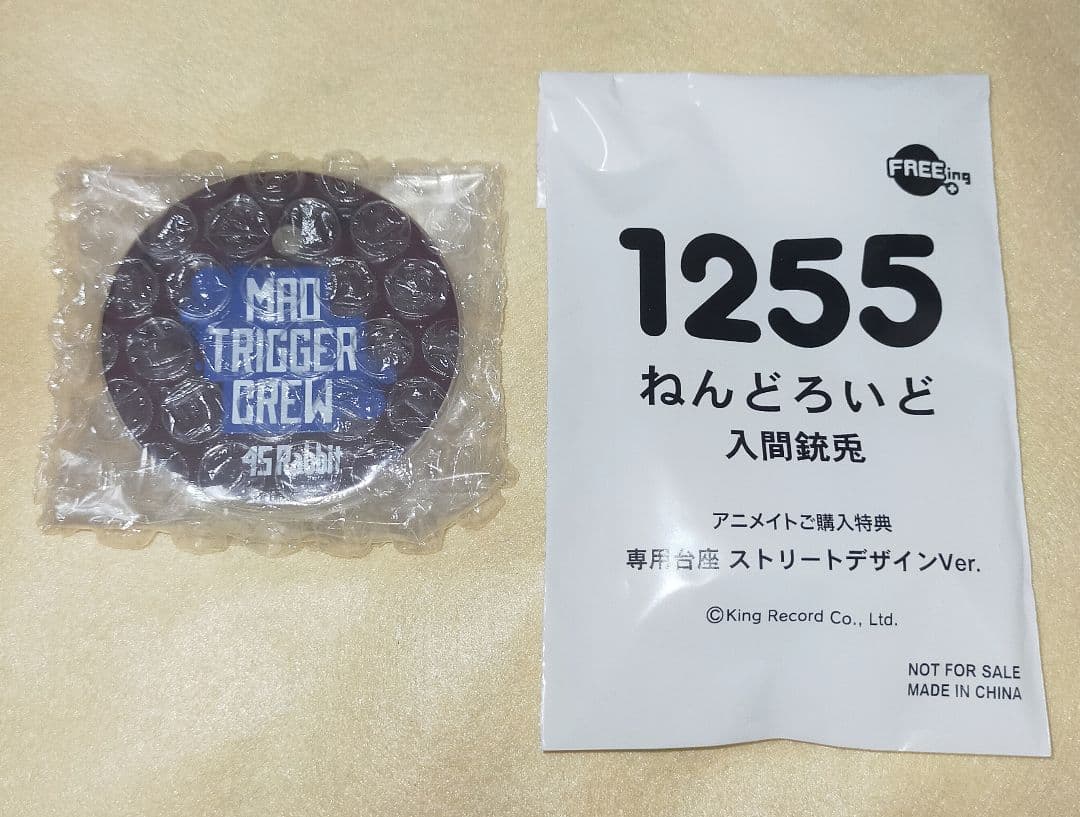 MAD
TRIGGER
CREW
45 Rabbit
FREEing
1255
ねんどろいど
入間銃兎
アニメイトご購入特典
専用台座 ストリートデザインVer.
©King Record Co., Ltd.
NOT FOR SALE
MADE IN CHINA